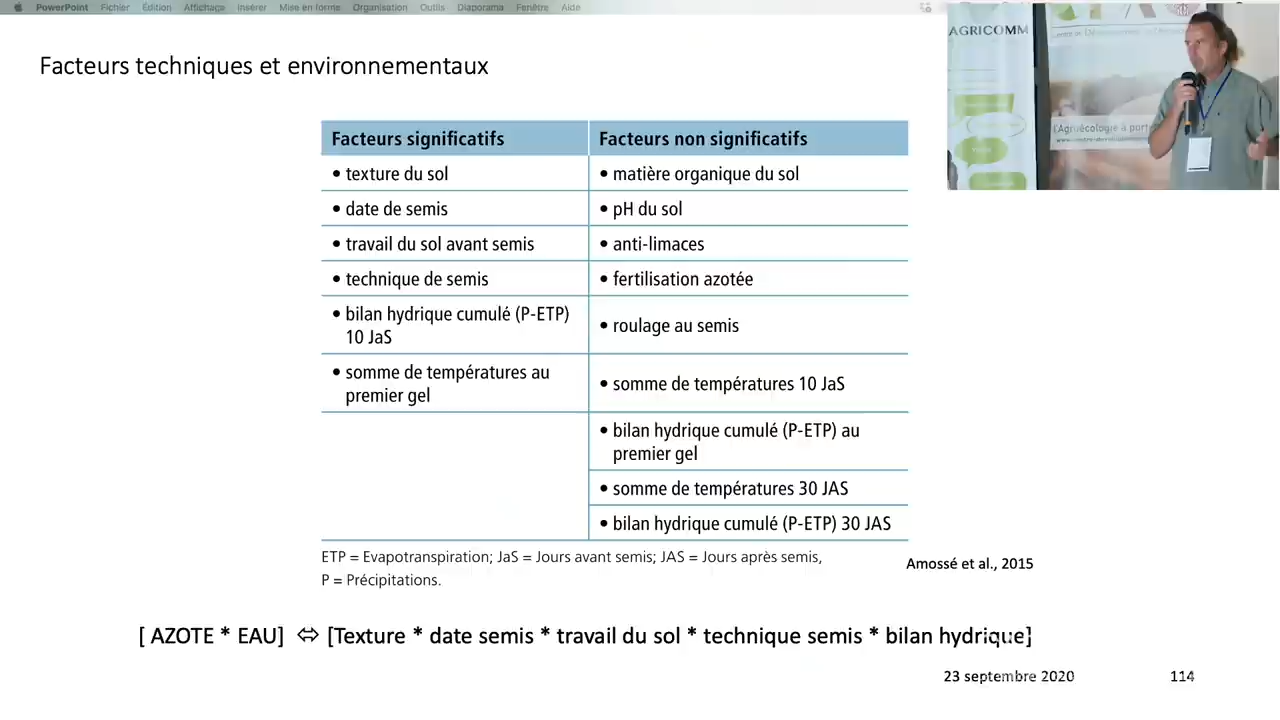 PowerPoint Fichier Édition Affichage Insérer Mise en forme Organisation Outils Diaporama Fenêtre Aide
AGRICOMM
l'Agroécologie à port
Facteurs techniques et environnementaux
Facteurs significatifs Facteurs non significatifs
• texture du sol • matière organique du sol
• date de semis • pH du sol
• travail du sol avant semis • anti-limaces
• technique de semis • fertilisation azotée
• bilan hydrique cumulé (P-ETP)
10 JaS
• roulage au semis
• somme de températures au
premier gel
• somme de températures 10 JaS
• bilan hydrique cumulé (P-ETP) au
premier gel
• somme de températures 30 JAS
• bilan hydrique cumulé (P-ETP) 30 JAS
ETP = Evapotranspiration; JaS = Jours avant semis; JAS = Jours après semis,
P = Précipitations.
Amossé et al., 2015
[ AZOTE * EAU] ⇔ [Texture * date semis * travail du sol * technique semis * bilan hydrique]
23 septembre 2020 114